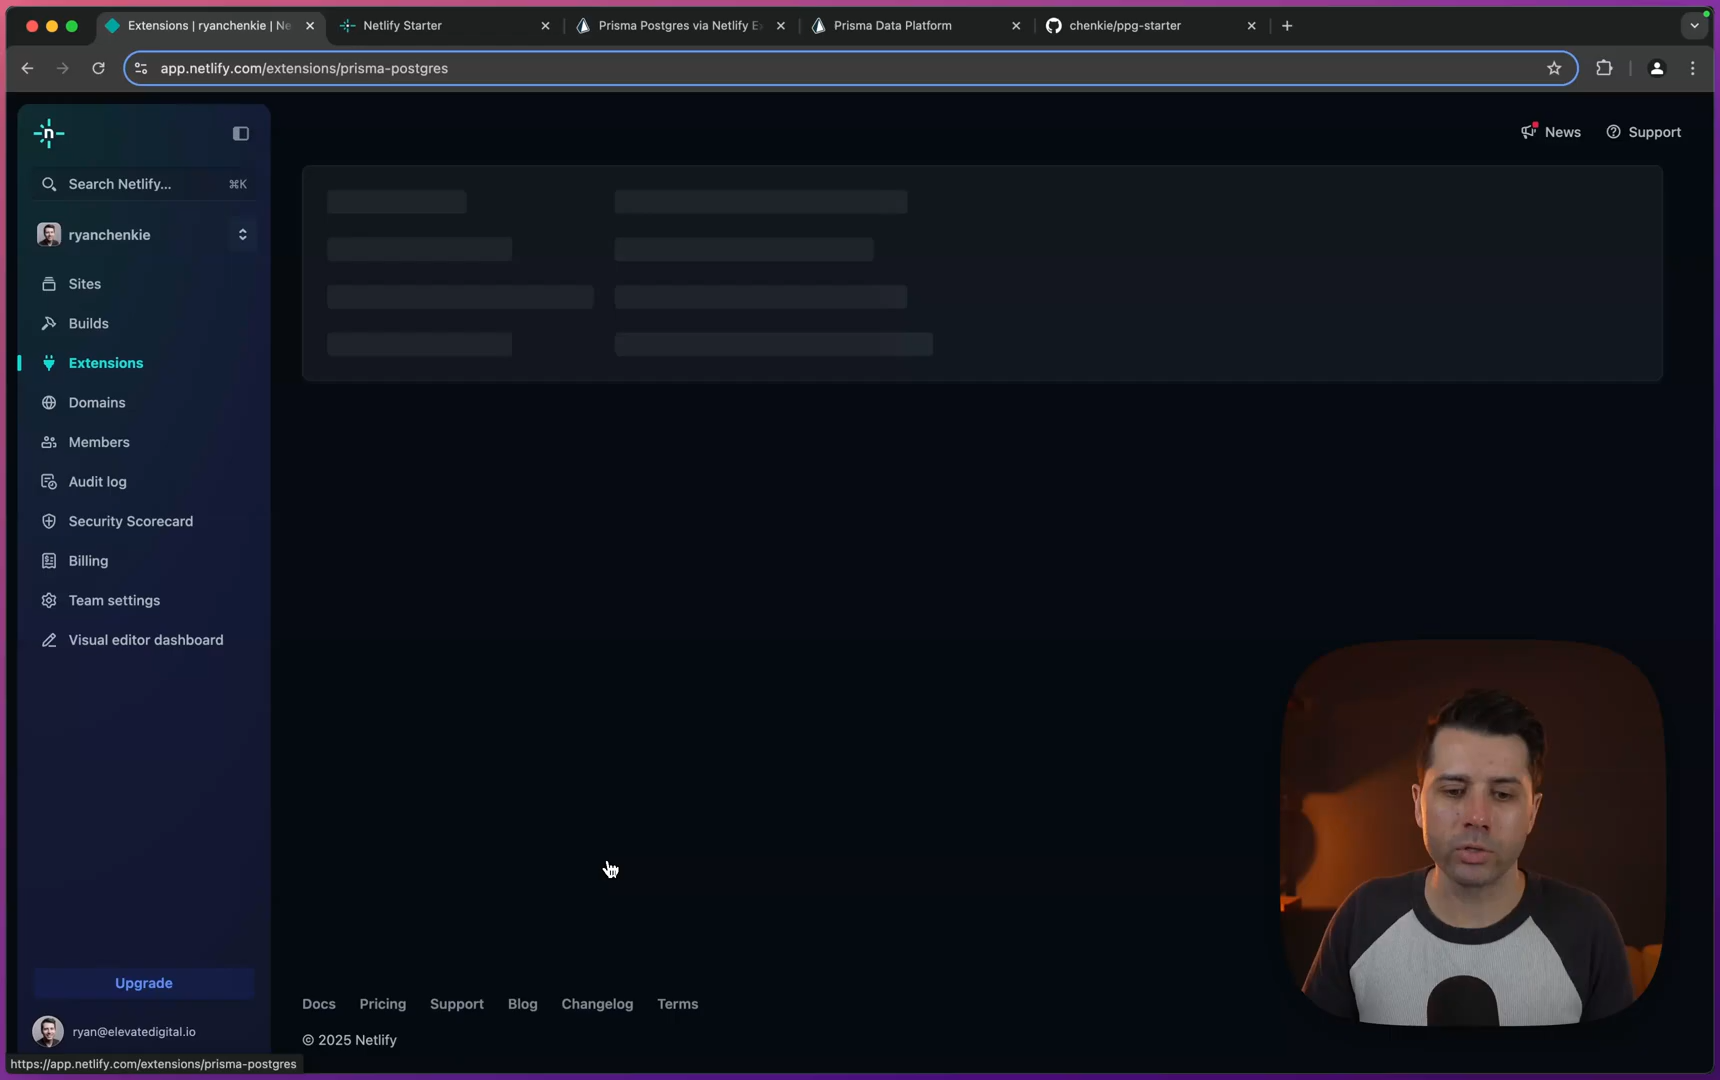 Extensions | ryanchenkie | Ne
Netlify Starter
Prisma Postgres via Netlify Ex
Prisma Data Platform
chenkie/ppg-starter
app.netlify.com/extensions/prisma-postgres
News
Support
Search Netlify...
⌘K
ryanchenkie
Sites
Builds
Extensions
Domains
Members
Audit log
Security Scorecard
Billing
Team settings
Visual editor dashboard
Upgrade
ryan@elevatedigital.io
Docs
Pricing
Support
Blog
Changelog
Terms
© 2025 Netlify
https://app.netlify.com/extensions/prisma-postgres